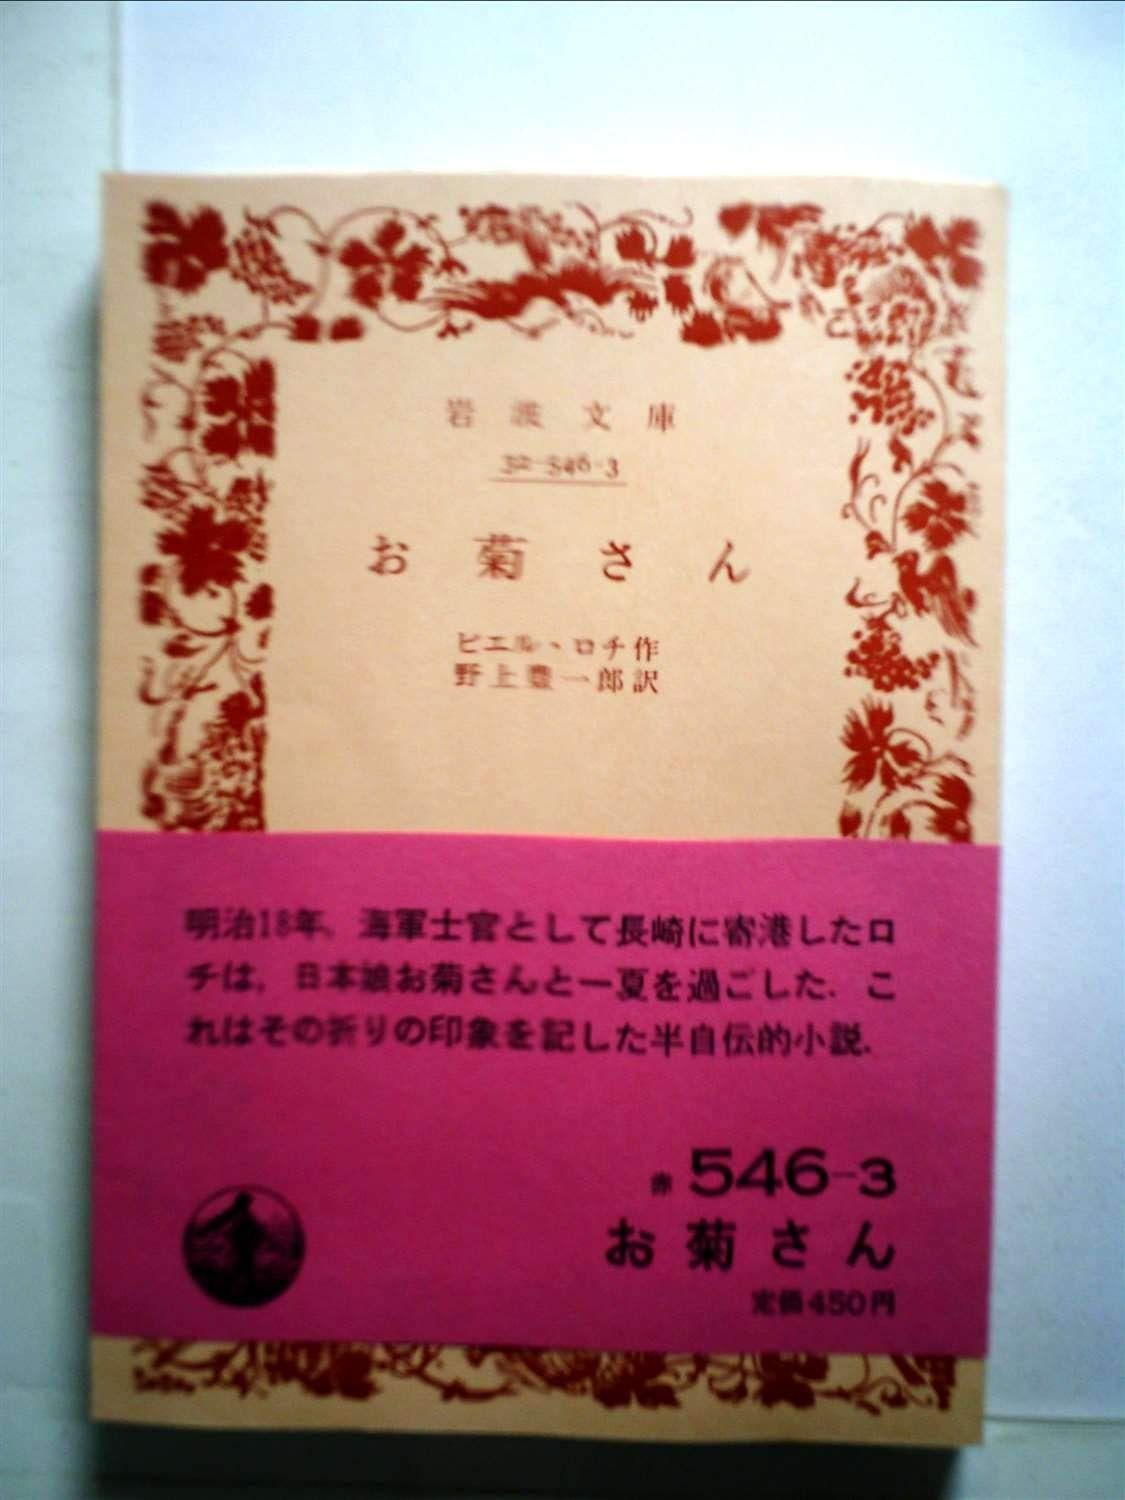 岩波文庫
32-546-3
お菊さん
ピエル・ロチ作
野上豊一郎訳
明治18年，海軍士官として長崎に寄港したロ
チは，日本娘お菊さんと一夏を過ごした．こ
れはその折りの印象を記した半自伝的小説．
赤 546-3
お菊さん
定価450円